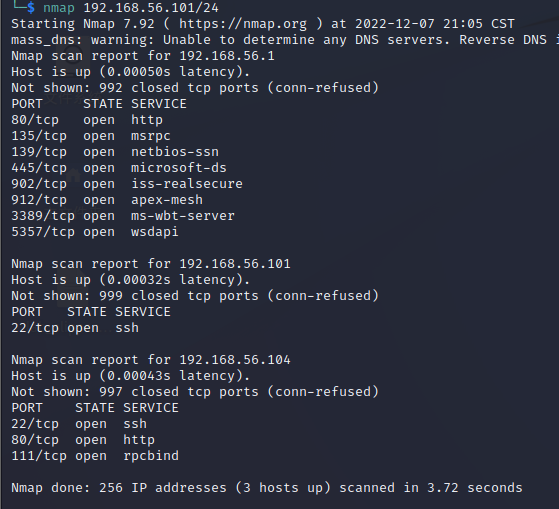 └─$ nmap 192.168.56.101/24
Starting Nmap 7.92 ( https://nmap.org ) at 2022-12-07 21:05 CST
mass_dns: warning: Unable to determine any DNS servers. Reverse DNS
Nmap scan report for 192.168.56.1
Host is up (0.00050s latency).
Not shown: 992 closed tcp ports (conn-refused)
PORT     STATE SERVICE
80/tcp   open  http
135/tcp  open  msrpc
139/tcp  open  netbios-ssn
445/tcp  open  microsoft-ds
902/tcp  open  iss-realsecure
912/tcp  open  apex-mesh
3389/tcp open  ms-wbt-server
5357/tcp open  wsdapi
Nmap scan report for 192.168.56.101
Host is up (0.00032s latency).
Not shown: 999 closed tcp ports (conn-refused)
PORT   STATE SERVICE
22/tcp open  ssh
Nmap scan report for 192.168.56.104
Host is up (0.00043s latency).
Not shown: 997 closed tcp ports (conn-refused)
PORT    STATE SERVICE
22/tcp  open  ssh
80/tcp  open  http
111/tcp open  rpcbind
Nmap done: 256 IP addresses (3 hosts up) scanned in 3.72 seconds